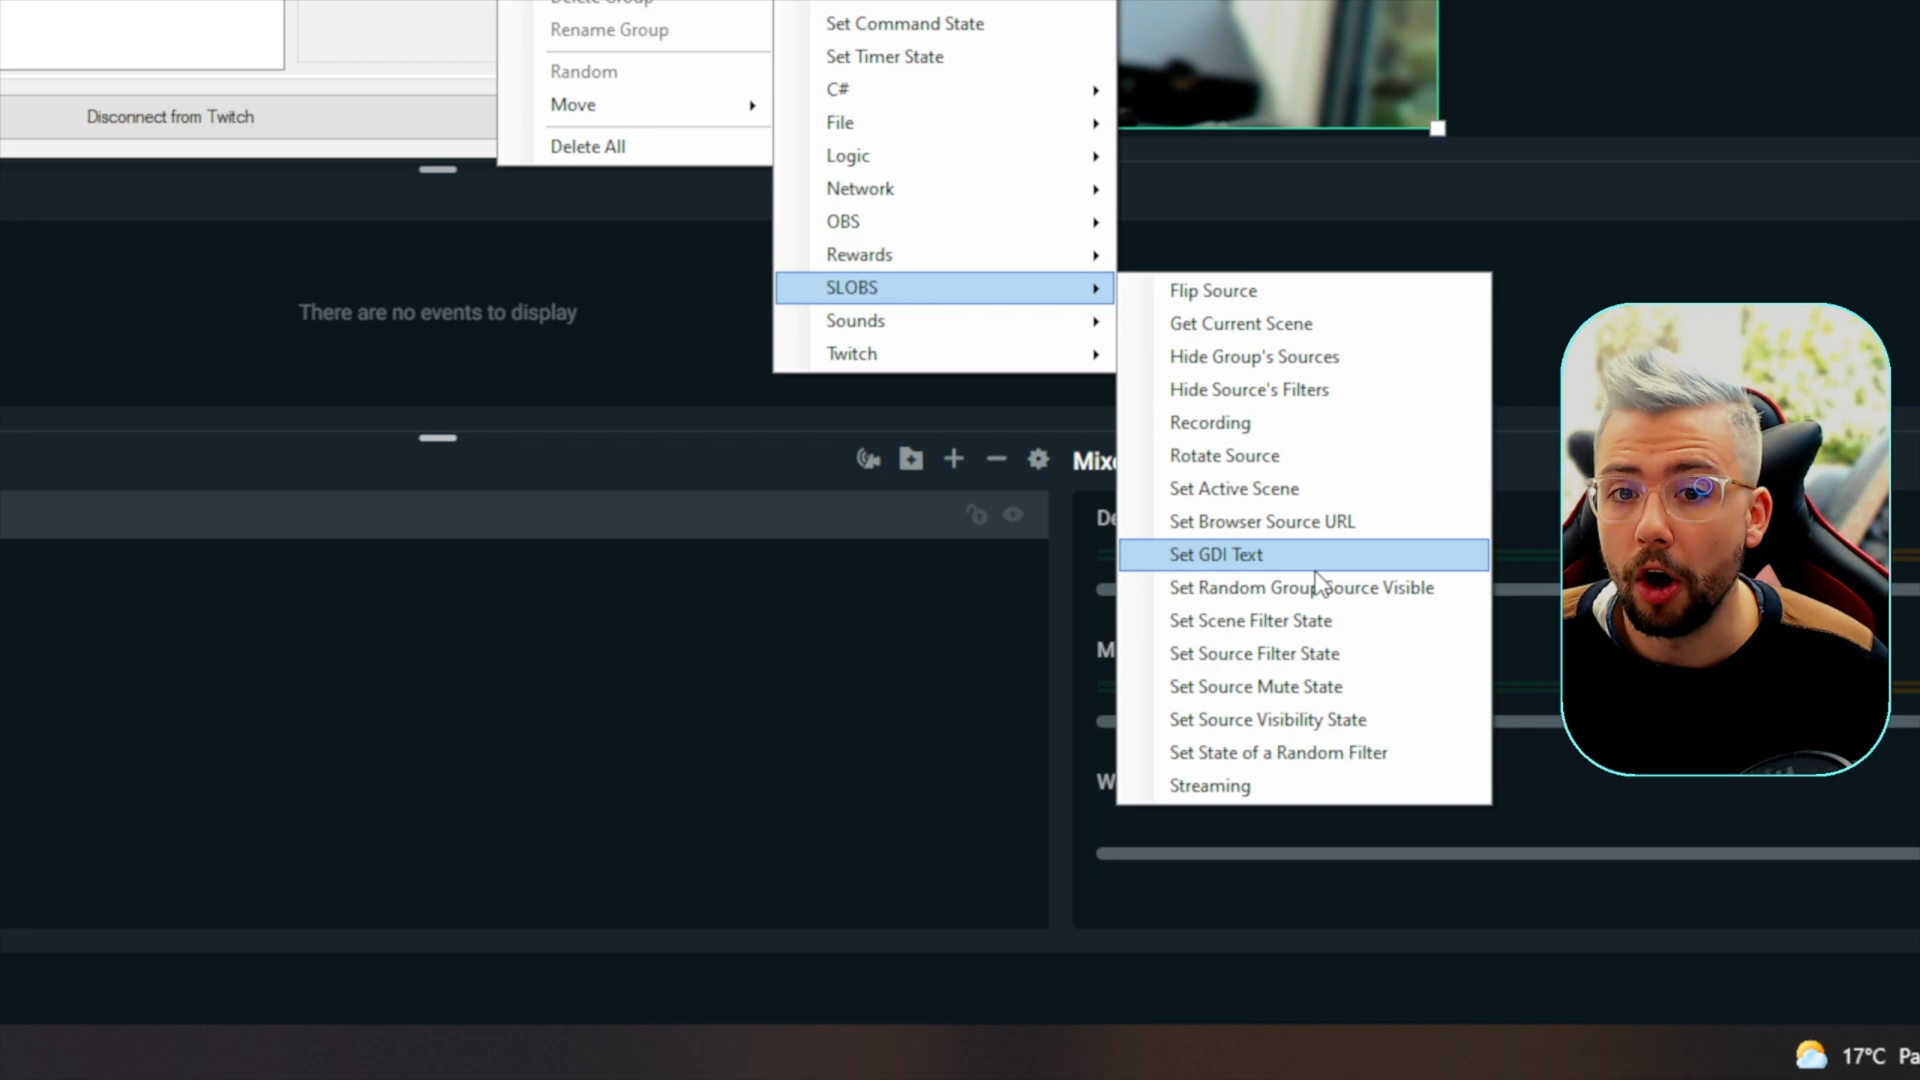 Delete Group
Rename Group
Random
Move
Delete All
Disconnect from Twitch
Set Command State
Set Timer State
C#
File
Logic
Network
OBS
Rewards
SLOBS
Sounds
Twitch
Flip Source
Get Current Scene
Hide Group's Sources
Hide Source's Filters
Recording
Rotate Source
Set Active Scene
Set Browser Source URL
Set GDI Text
Set Random Group Source Visible
Set Scene Filter State
Set Source Filter State
Set Source Mute State
Set Source Visibility State
Set State of a Random Filter
Streaming
There are no events to display
Mixe
De
M
W
17°C Pa